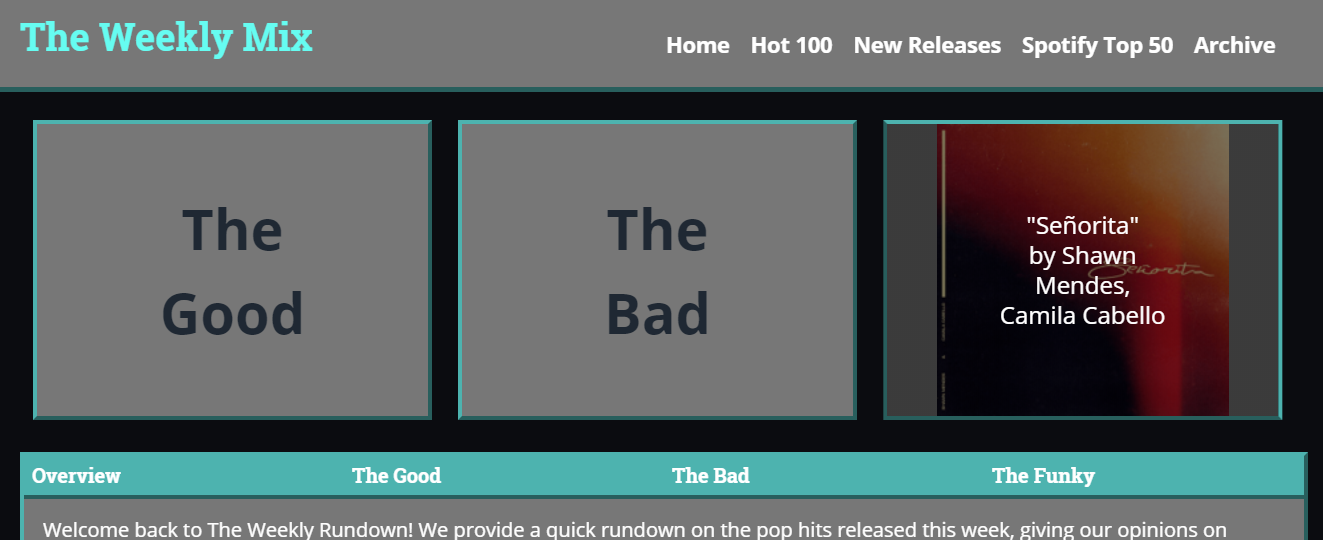 The Weekly Mix
Home Hot 100 New Releases Spotify Top 50 Archive
The
Good
The
Bad
"Señorita"
by Shawn
Mendes,
Camila Cabello
Señorita
Overview The Good The Bad The Funky
Welcome back to The Weekly Rundown! We provide a quick rundown on the pop hits released this week, giving our opinions on